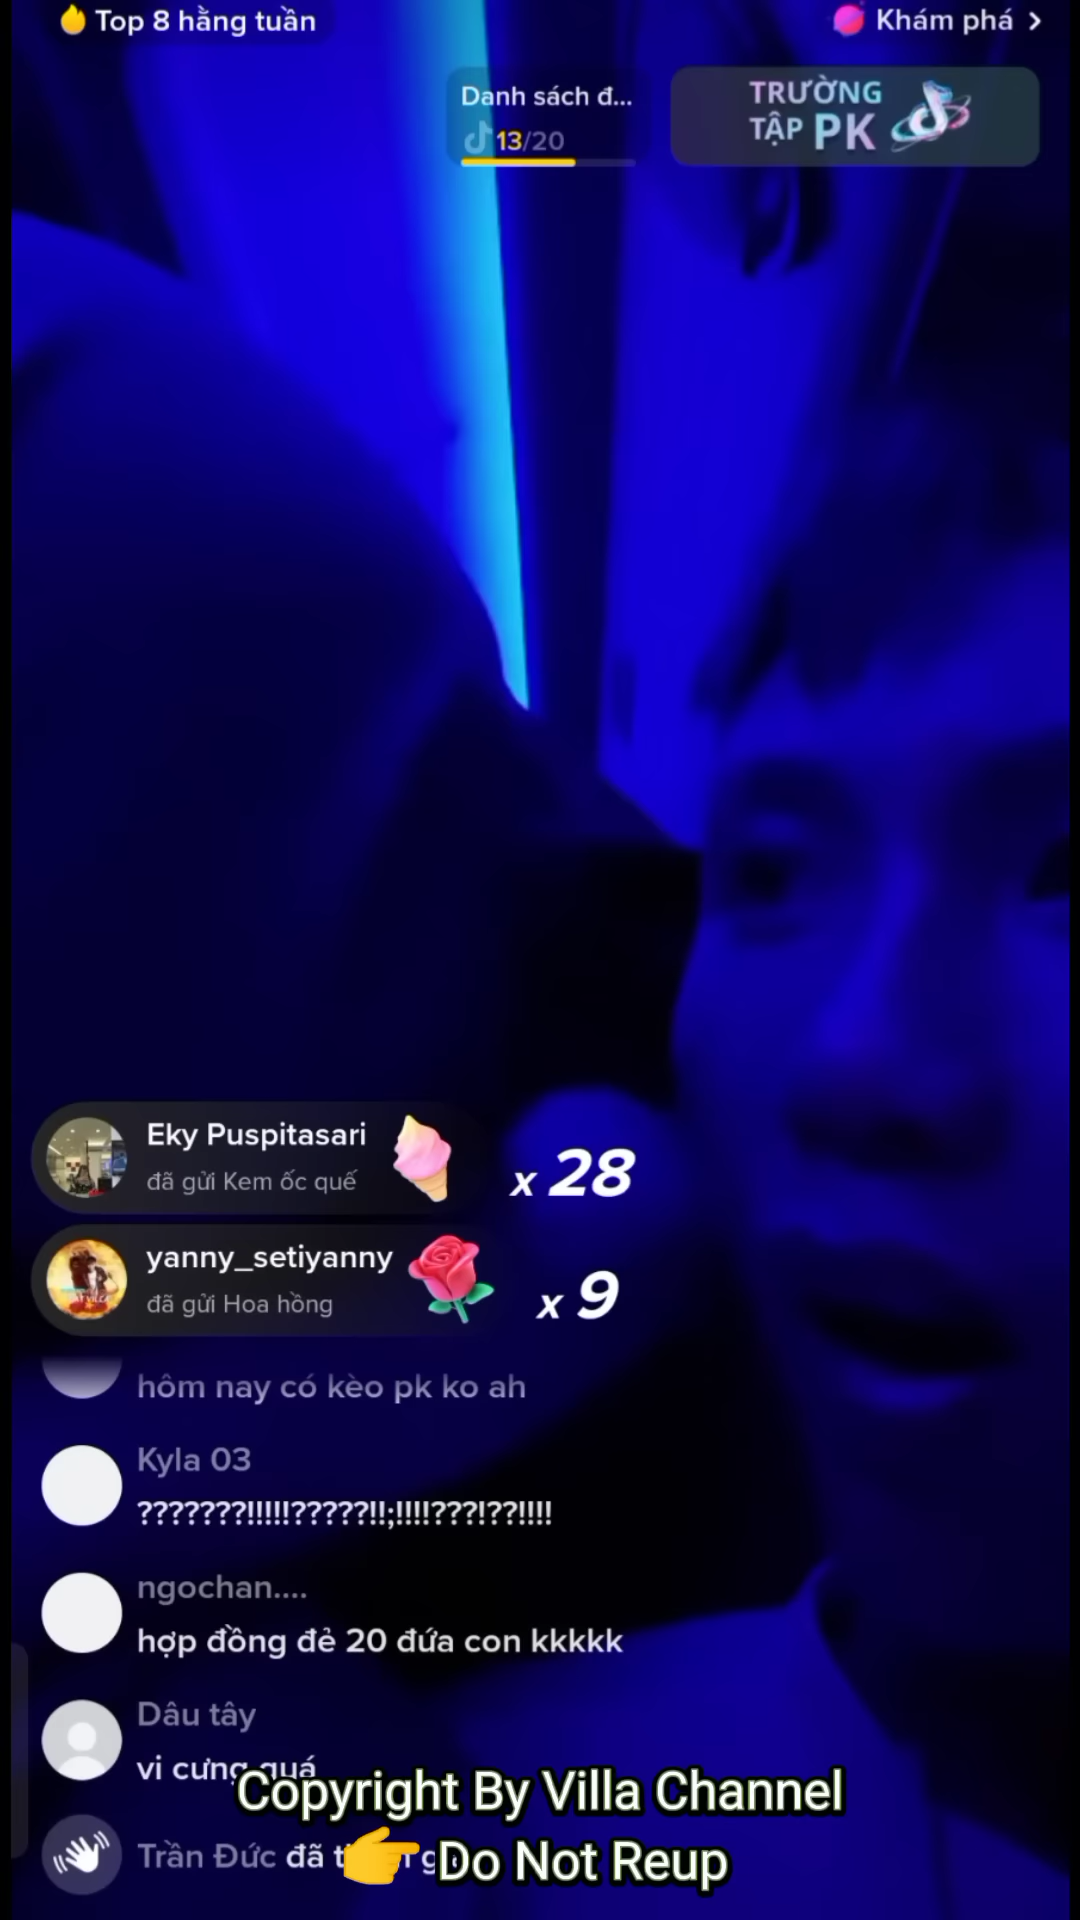 Top 8 hằng tuần
Khám phá
Danh sách đ...
13/20
TRƯỜNG
TẬP PK
Eky Puspitasari
đã gửi Kem ốc quế
x 28
yanny_setiyanny
đã gửi Hoa hồng
x 9
hôm nay có kèo pk ko ah
Kyla 03
???????!!!!!?????!!;!!!!???!??!!!!
ngochan....
hợp đồng đẻ 20 đứa con kkkkk
Dâu tây
vi cưng quá
Copyright By Villa Channel
Trần Đức đã
Do Not Reup